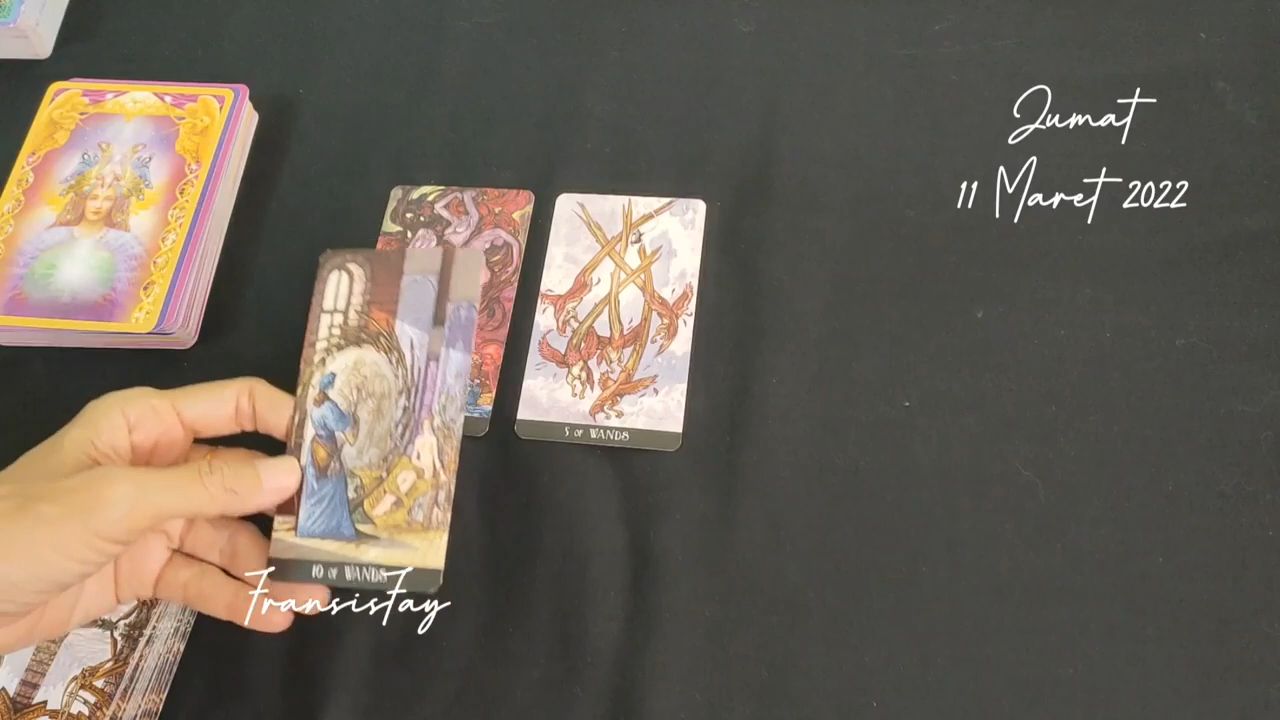 Jumat
11 Maret 2022
5 OF WANDS
10 OF WANDS
FransisFay